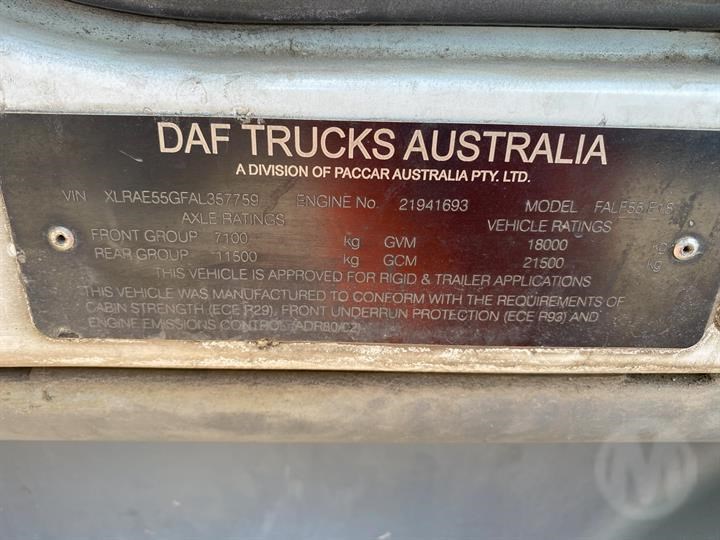 DAF TRUCKS AUSTRALIA
A DIVISION OF PACCAR AUSTRALIA PTY. LTD.
VIN XLRAE55GFAL357759 ENGINE No. 21941693 MODEL
AXLE RATINGS VEHICLE RATINGS
FRONT GROUP 7100 kg GVM 18000
REAR GROUP 11500 kg GCM 21500 kg
THIS VEHICLE IS APPROVED FOR RIGID & TRAILER APPLICATIONS
THIS VEHICLE WAS MANUFACTURED TO CONFORM WITH THE REQUIREMENTS OF
CABIN STRENGTH (ECE R29), FRONT UNDERRUN PROTECTION (ECE R93) AND
ENGINE EMISSIONS CONTROL (ADR80/02).